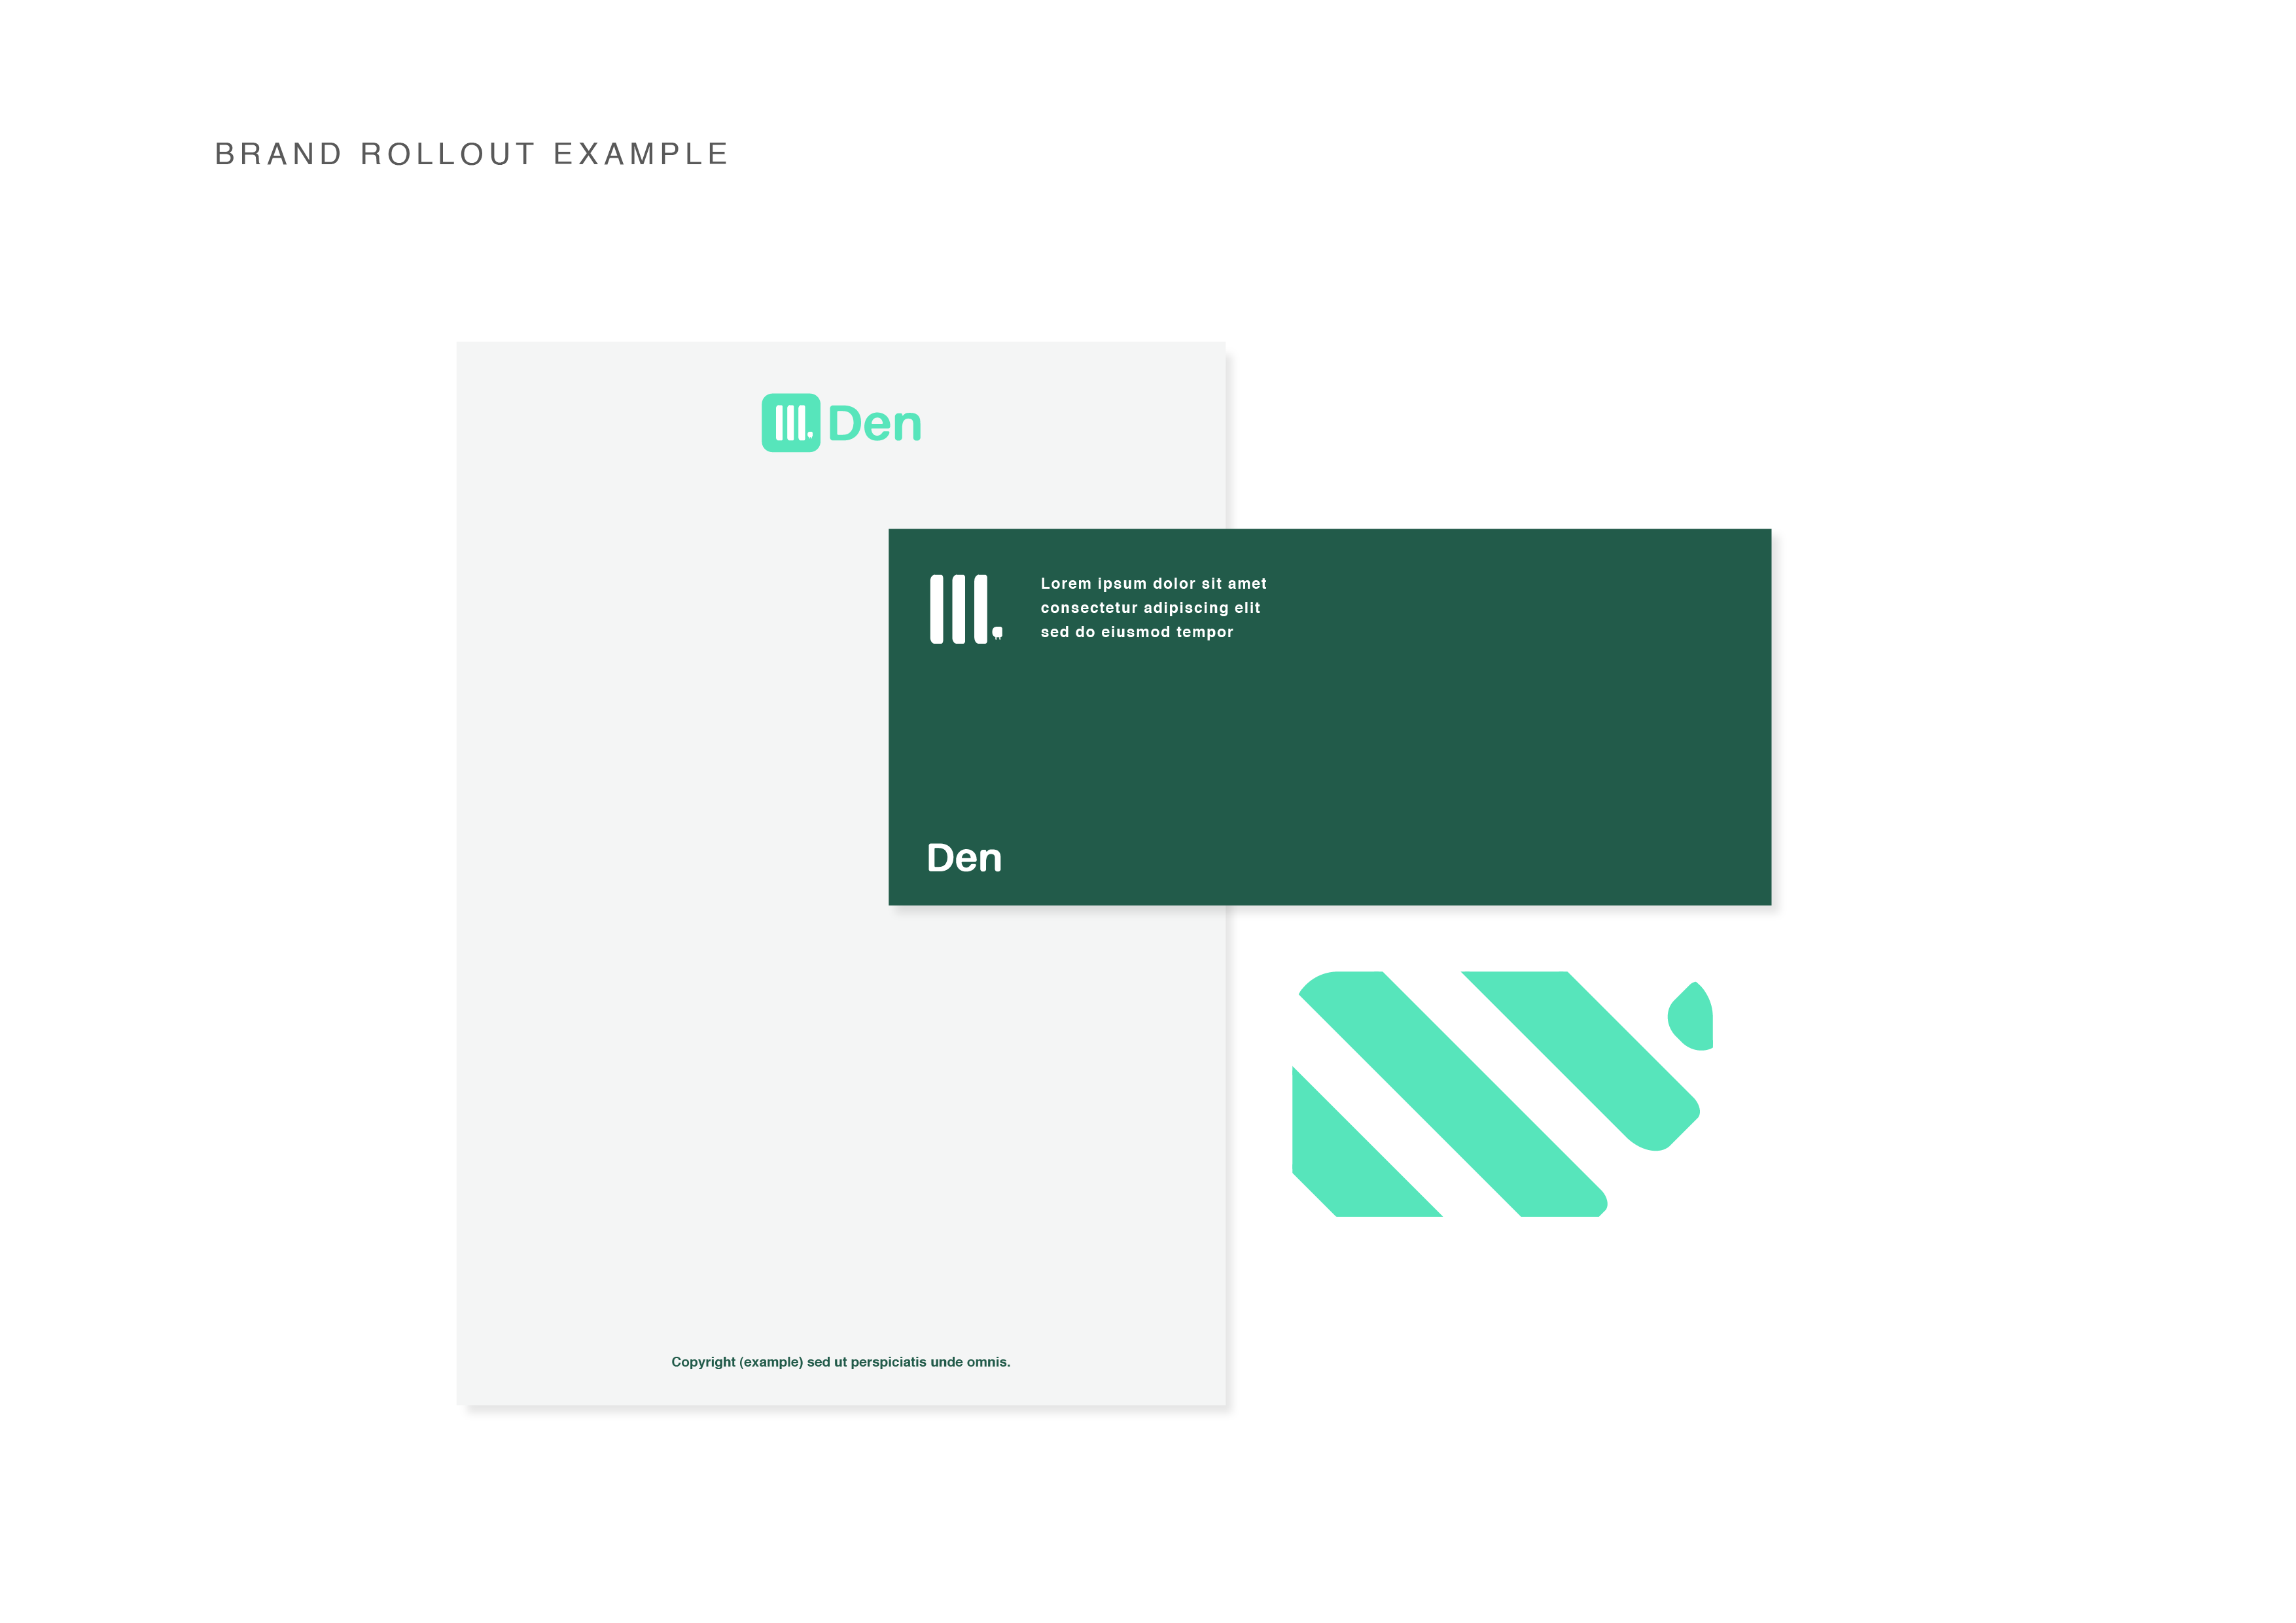 BRAND ROLLOUT EXAMPLE
Den
Lorem ipsum dolor sit amet
consectetur adipiscing elit
sed do eiusmod tempor
Den
Copyright (example) sed ut perspiciatis unde omnis.